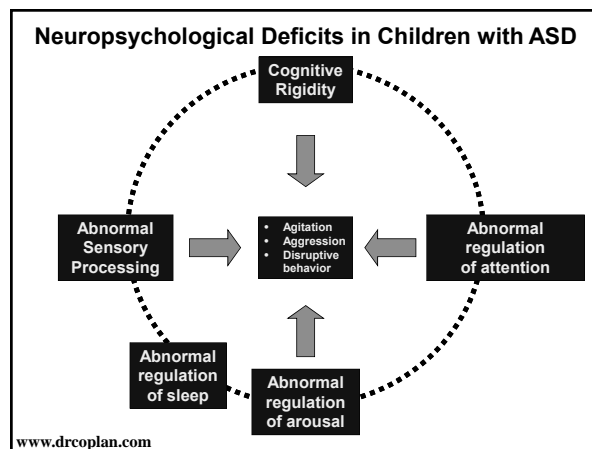 Neuropsychological Deficits in Children with ASD
Cognitive
Rigidity
Abnormal
Sensory
Processing
• Agitation
• Aggression
• Disruptive
behavior
Abnormal
regulation
of attention
Abnormal
regulation
of sleep
Abnormal
regulation
of arousal
www.drcoplan.com